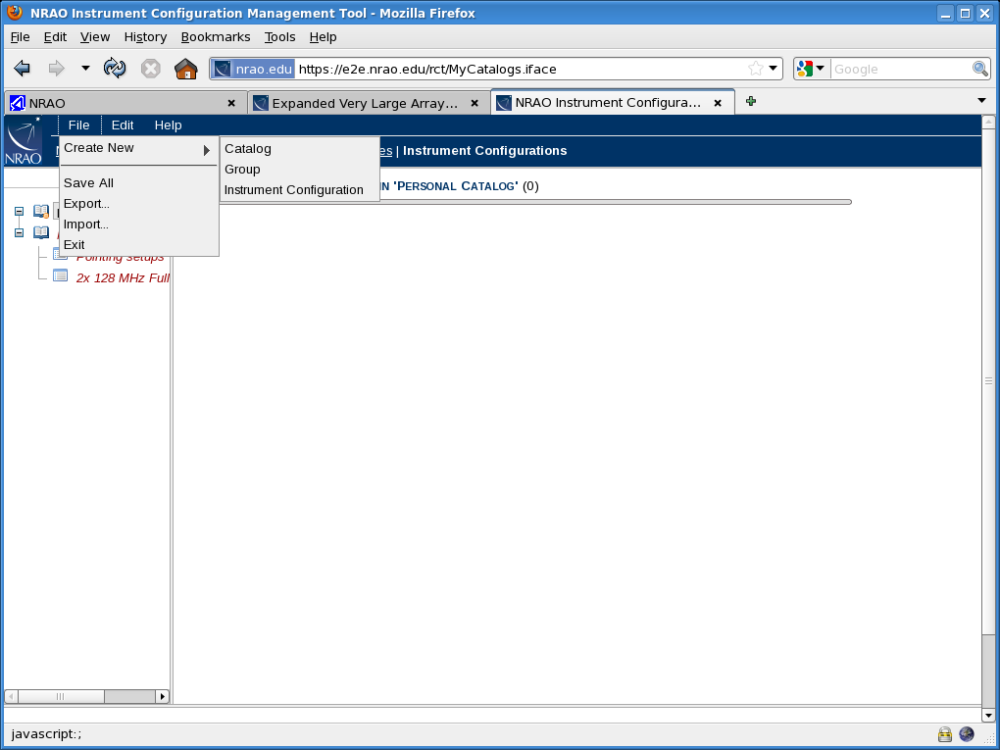 NRAO Instrument Configuration Management Tool - Mozilla Firefox
File Edit View History Bookmarks Tools Help
nrao.edu https://e2e.nrao.edu/rct/MyCatalogs.iface Google
NRAO Expanded Very Large Array... NRAO Instrument Configura...
File Edit Help
NRAO es | Instrument Configurations
Create New Catalog
Group
Instrument Configuration
IN 'PERSONAL CATALOG' (0)
Save All
Export...
Import...
Exit
Pointing setups
2x 128 MHz Full
javascript:;